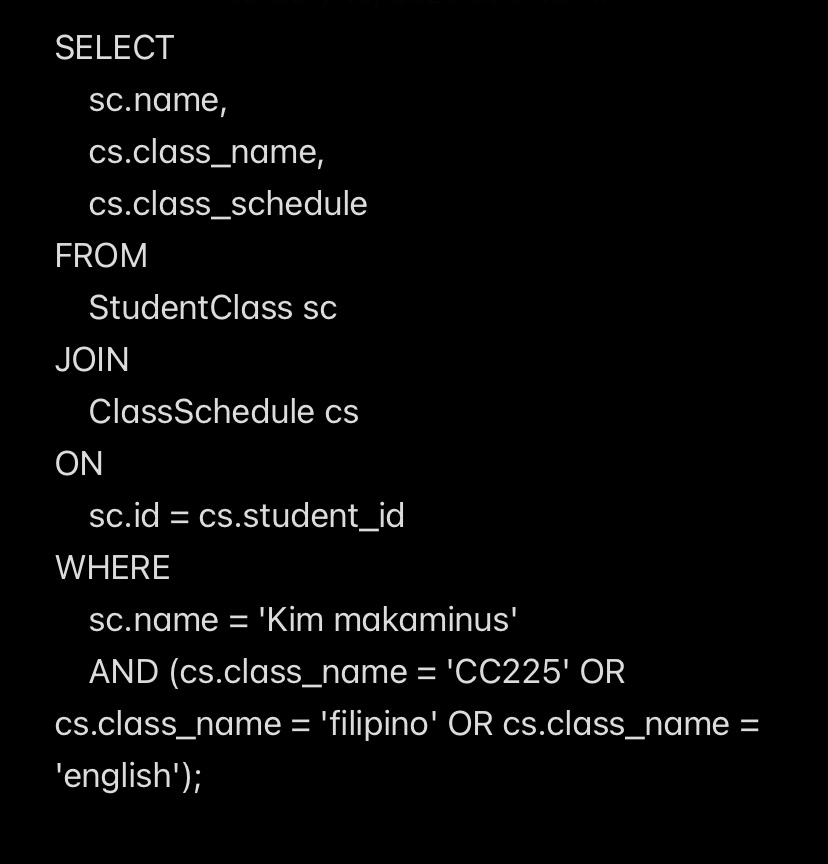 SELECT
sc.name,
cs.class_name,
cs.class_schedule
FROM
StudentClass sc
JOIN
ClassSchedule cs
ON
sc.id = cs.student_id
WHERE
sc.name = 'Kim makaminus'
AND (cs.class_name = 'CC225' OR
cs.class_name = 'filipino' OR cs.class_name =
'english');